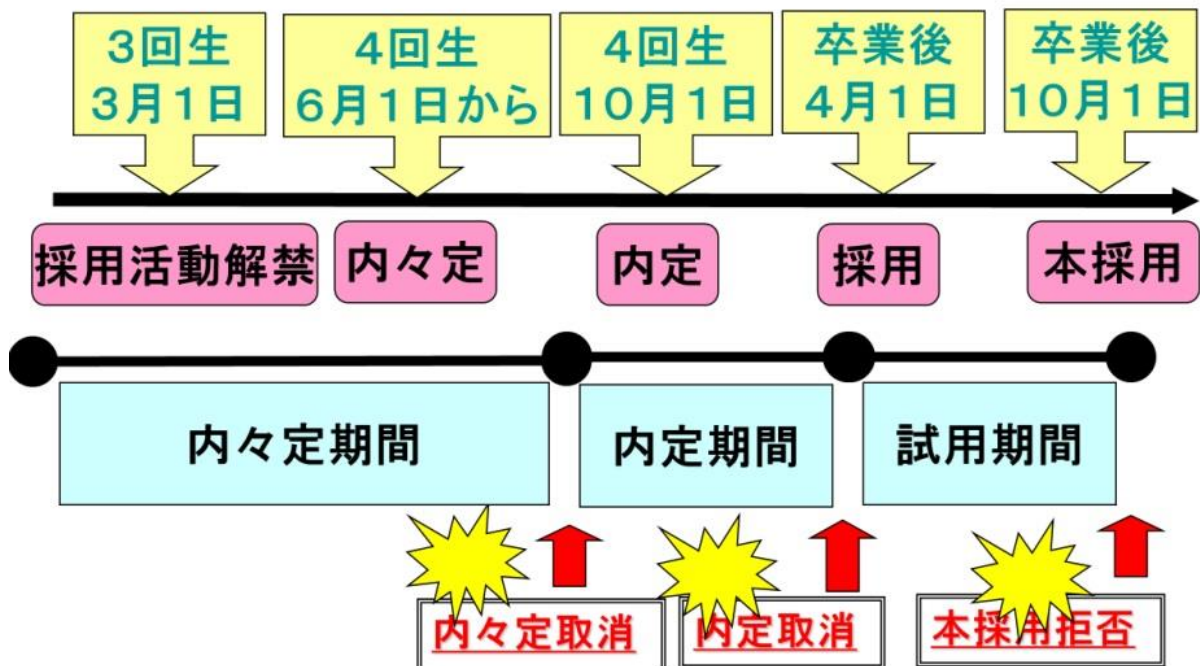 3回生
3月1日
4回生
6月1日から
4回生
10月1日
卒業後
4月1日
卒業後
10月1日
採用活動解禁
内々定
内定
採用
本採用
内々定期間
内定期間
試用期間
内々定取消
内定取消
本採用拒否